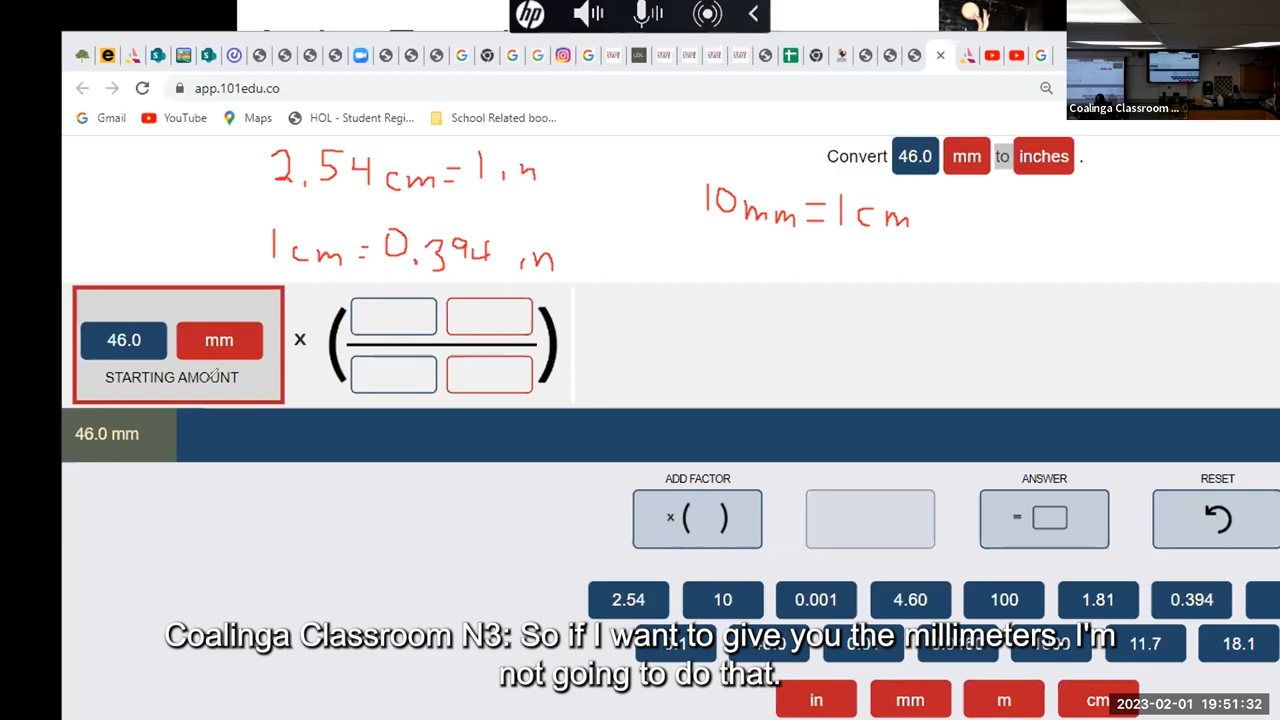 hp
Coalinga Classroom ...
app.101edu.co
Gmail YouTube Maps HOL - Student Regi... School Related boo...
Convert 46.0 mm to inches .
2.54 cm = 1 in
10 mm = 1 cm
1 cm = 0.394 in
46.0 mm x ( )
STARTING AMOUNT
46.0 mm
ADD FACTOR ANSWER RESET
x ( ) =
2.54 10 0.001 4.60 100 1.81 0.394
11.7 18.1
Coalinga Classroom N3: So if I want to give you the millimeters. I'm
not going to do that.
in mm m cm
2023-02-01 19:51:32